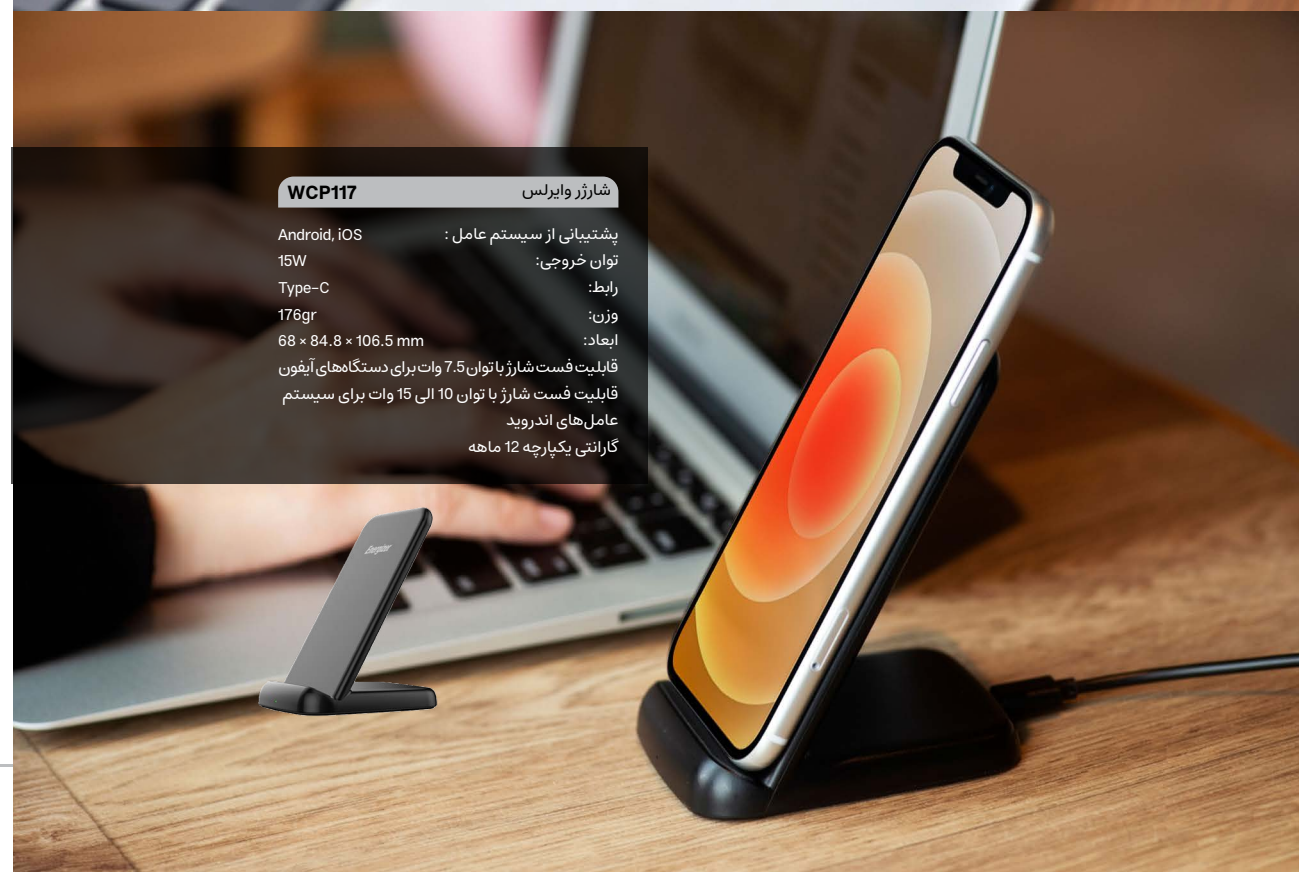 شارژر وایرلس WCP117
پشتیبانی از سیستم عامل : Android, iOS
توان خروجی: 15W
رابط: Type-C
وزن: 176gr
ابعاد: 68 × 84.8 × 106.5 mm
قابلیت فست شارژ با توان 7.5 وات برای دستگاه‌های آیفون
قابلیت فست شارژ با توان 10 الی 15 وات برای سیستم
عامل‌های اندروید
گارانتی یکپارچه 12 ماهه
Energizer